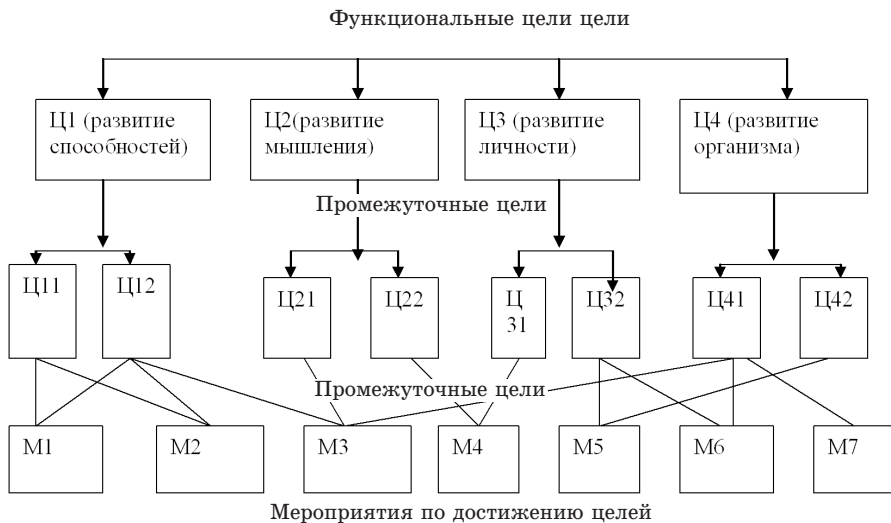 Функциональные цели цели
Ц1 (развитие
способностей)
Ц2(развитие
мышления)
Ц3 (развитие
личности)
Ц4 (развитие
организма)
Промежуточные цели
Ц11
Ц12
Ц21
Ц22
Ц
31
Ц32
Ц41
Ц42
Промежуточные цели
М1
М2
М3
М4
М5
М6
М7
Мероприятия по достижению целей